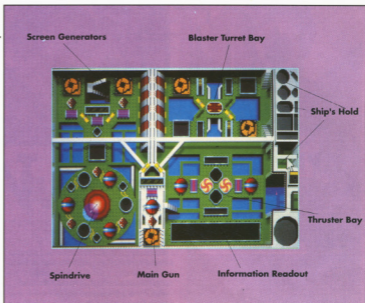 Screen Generators
Blaster Turret Bay
Ship's Hold
Thruster Bay
Spindrive
Main Gun
Information Readout